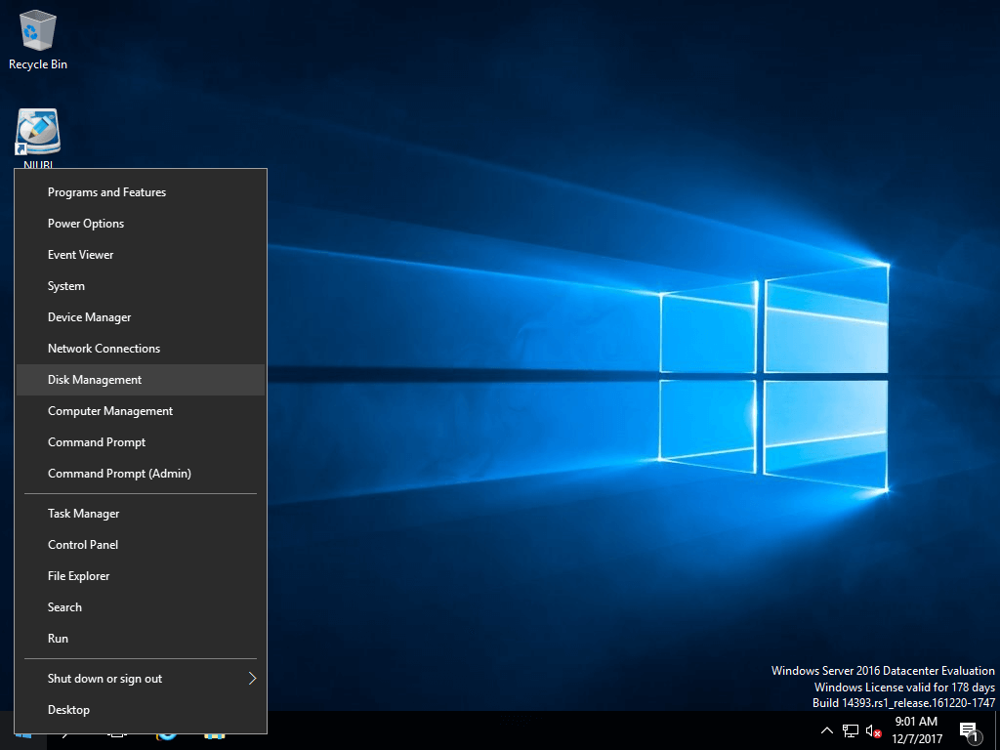 Recycle Bin
NIUBI
Programs and Features
Power Options
Event Viewer
System
Device Manager
Network Connections
Disk Management
Computer Management
Command Prompt
Command Prompt (Admin)
Task Manager
Control Panel
File Explorer
Search
Run
Shut down or sign out
Desktop
Windows Server 2016 Datacenter Evaluation
Windows License valid for 178 days
Build 14393.rs1_release.161220-1747
9:01 AM
12/7/2017
1